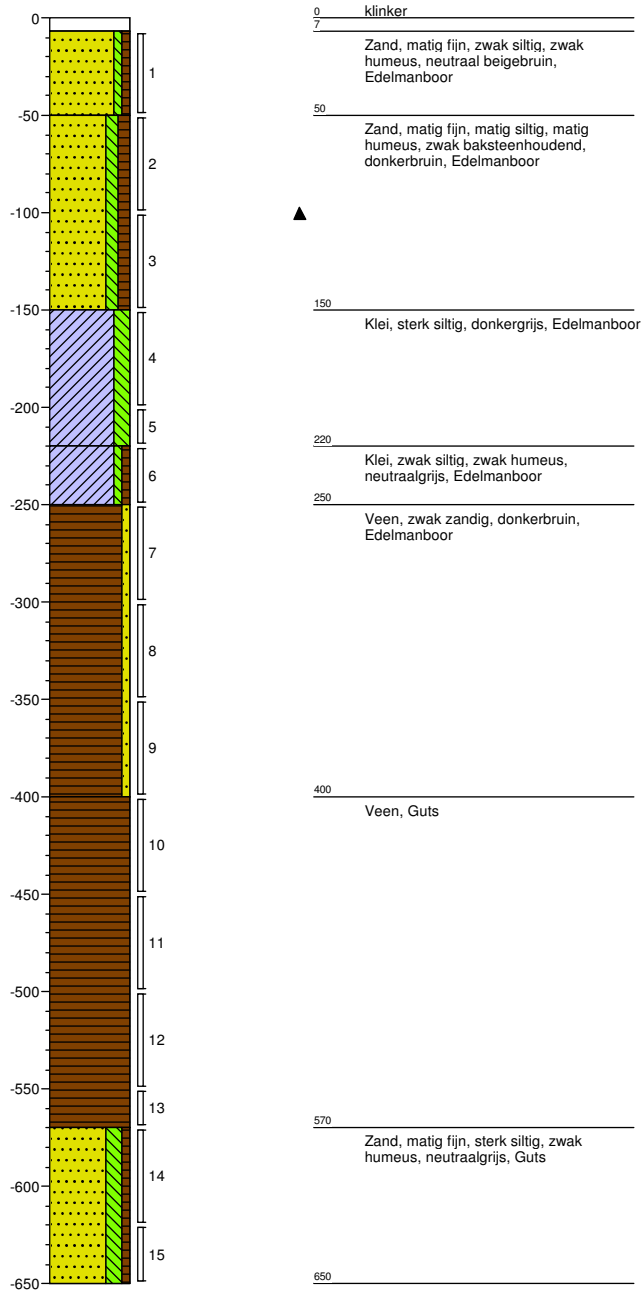 0
-50
-100
-150
-200
-250
-300
-350
-400
-450
-500
-550
-600
-650
1
2
3
4
5
6
7
8
9
10
11
12
13
14
15
0
klinker
7
Zand, matig fijn, zwak siltig, zwak
humeus, neutraal beigebruin,
Edelmanboor
50
Zand, matig fijn, matig siltig, matig
humeus, zwak baksteenhoudend,
donkerbruin, Edelmanboor
150
Klei, sterk siltig, donkergrijs, Edelmanboor
220
Klei, zwak siltig, zwak humeus,
neutraalgrijs, Edelmanboor
250
Veen, zwak zandig, donkerbruin,
Edelmanboor
400
Veen, Guts
570
Zand, matig fijn, sterk siltig, zwak
humeus, neutraalgrijs, Guts
650